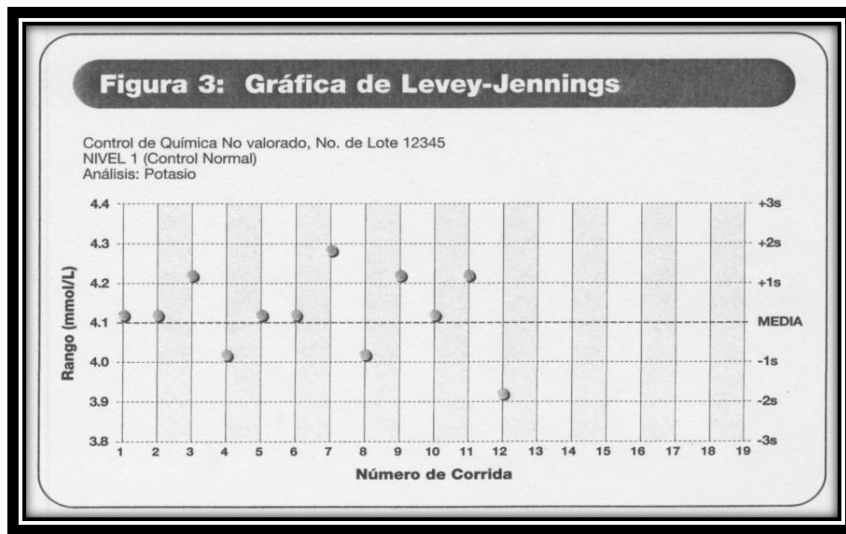 Figura 3: Gráfica de Levey-Jennings
Control de Química No valorado, No. de Lote 12345
NIVEL 1 (Control Normal)
Análisis: Potasio
4.4
4.3
4.2
4.1
4.0
3.9
3.8
Rango (mmol/L)
+3s
+2s
+1s
MEDIA
-1s
-2s
-3s
1 2 3 4 5 6 7 8 9 10 11 12 13 14 15 16 17 18 19
Número de Corrida